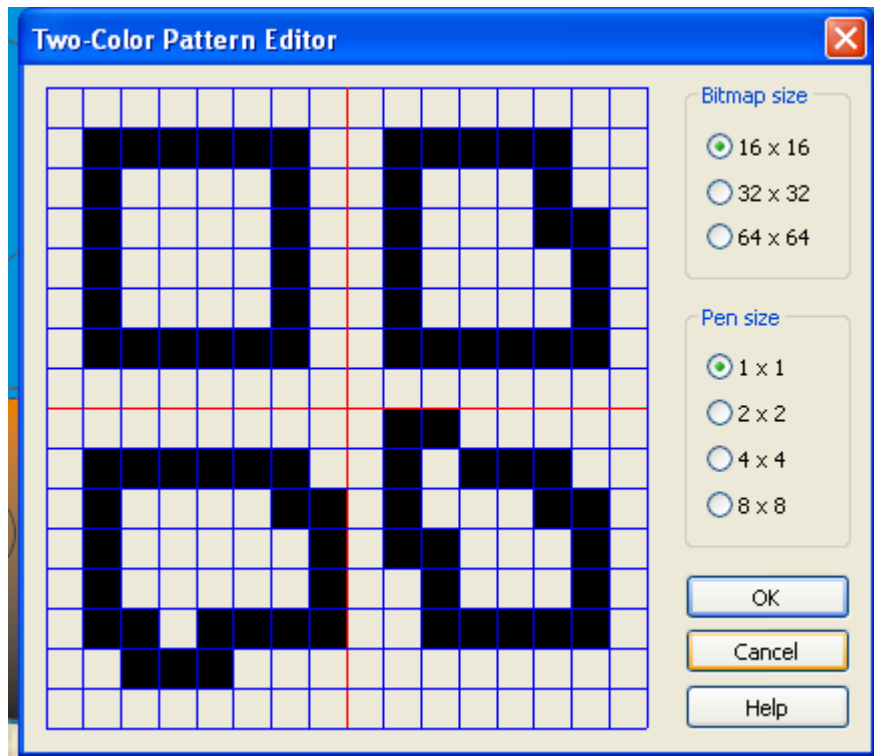 Two-Color Pattern Editor
Bitmap size
16 x 16
32 x 32
64 x 64
Pen size
1 x 1
2 x 2
4 x 4
8 x 8
OK
Cancel
Help